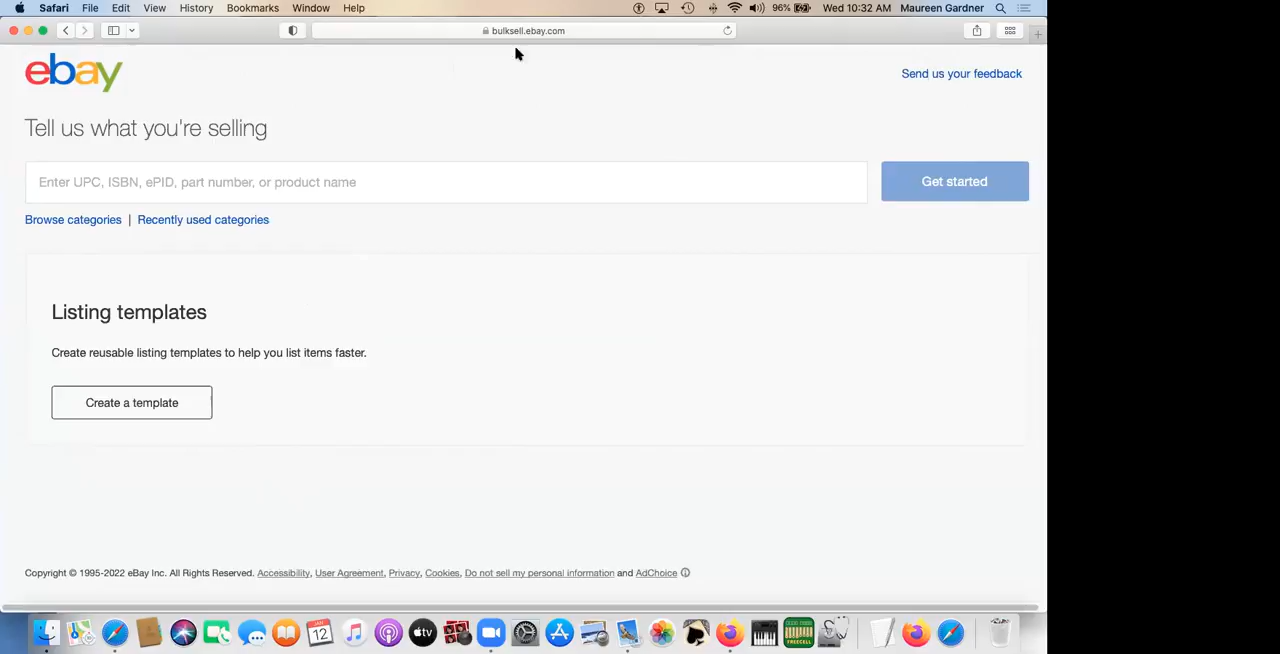 Safari File Edit View History Bookmarks Window Help 96% Wed 10:32 AM Maureen Gardner
bulksell.ebay.com
ebay
Send us your feedback
Tell us what you're selling
Enter UPC, ISBN, ePID, part number, or product name
Get started
Browse categories | Recently used categories
Listing templates
Create reusable listing templates to help you list items faster.
Create a template
Copyright © 1995-2022 eBay Inc. All Rights Reserved. Accessibility, User Agreement, Privacy, Cookies, Do not sell my personal information and AdChoice
JAN
12
tv
FREECELL